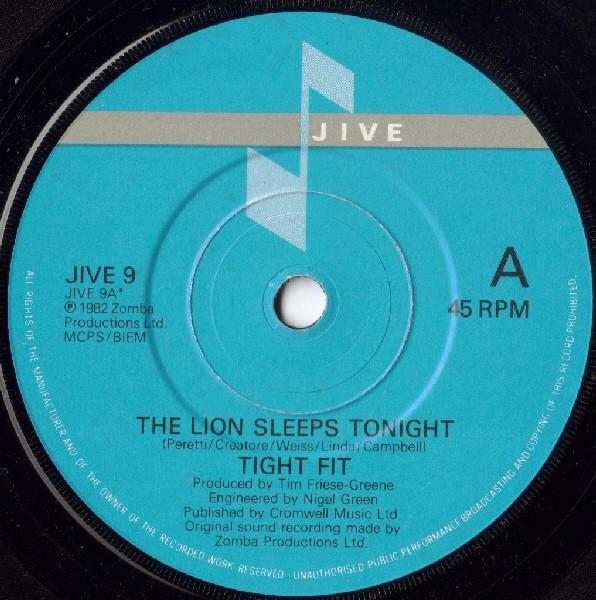 JIVE
JIVE 9
JIVE 9A*
℗ 1982 Zomba
Productions Ltd.
MCPS/BIEM
A
45 RPM
THE LION SLEEPS TONIGHT
(Peretti/Creatore/Weiss/Linda/Campbell)
TIGHT FIT
Produced by Tim Friese-Greene
Engineered by Nigel Green
Published by Cromwell Music Ltd.
Original sound recording made by
Zomba Productions Ltd.
ALL RIGHTS OF THE MANUFACTURER AND OF THE OWNER OF THE RECORDED WORK RESERVED · UNAUTHORISED PUBLIC PERFORMANCE BROADCASTING AND COPYING OF THIS RECORD PROHIBITED.